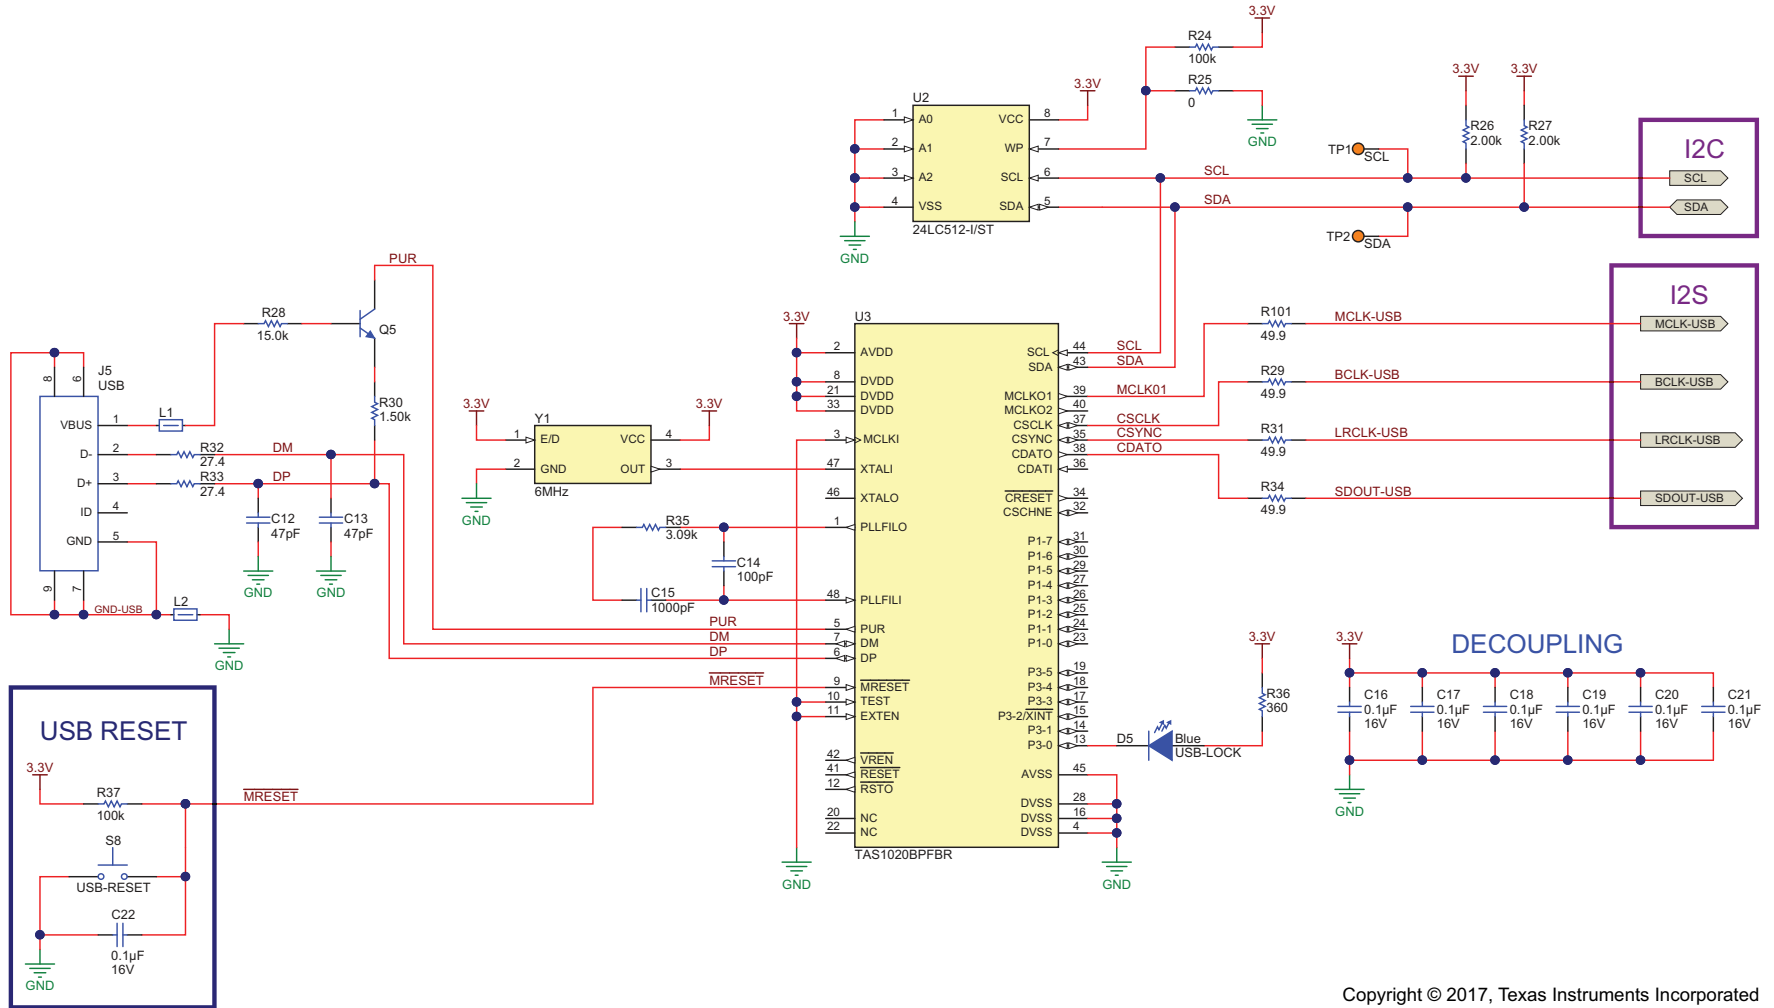 3.3V
R24
100k
R25
0
GND
3.3V
U2
1 A0
2 A1
3 A2
4 VSS
VCC 8
WP 7
SCL 6
SDA 5
24LC512-I/ST
GND
SCL
SDA
TP1 SCL
TP2 SDA
3.3V
3.3V
R26
2.00k
R27
2.00k
I2C
SCL
SDA
PUR
R28
15.0k
Q5
R30
1.50k
J5
USB
8
6
VBUS 1
D- 2
D+ 3
ID 4
GND 5
9
7
L1
R32
27.4
DM
R33
27.4
DP
C12
47pF
C13
47pF
GND
GND
GND-USB
L2
GND
3.3V
3.3V
Y1
1 E/D
2 GND
VCC 4
OUT 3
6MHz
GND
R35
3.09k
C14
100pF
C15
1000pF
PUR
DM
DP
MRESET
3.3V
U3
2 AVDD
8 DVDD
21 DVDD
33 DVDD
3 MCLKI
47 XTALI
46 XTALO
1 PLLFILO
48 PLLFILI
5 PUR
7 DM
6 DP
9 MRESET
10 TEST
11 EXTEN
42 VREN
41 RESET
12 RSTO
20 NC
22 NC
SCL 44
SDA 43
MCLKO1 39
MCLKO2 40
CSCLK 37
CSYNC 35
CDATO 38
CDATI 36
CRESET 34
CSCHNE 32
P1-7 31
P1-6 30
P1-5 29
P1-4 27
P1-3 26
P1-2 25
P1-1 24
P1-0 23
P3-5 19
P3-4 18
P3-3 17
P3-2/XINT 15
P3-1 14
P3-0 13
AVSS 45
DVSS 28
DVSS 16
DVSS 4
TAS1020BPFBR
GND
GND
SCL
SDA
MCLK01
CSCLK
CSYNC
CDATO
R101
49.9
R29
49.9
R31
49.9
R34
49.9
MCLK-USB
BCLK-USB
LRCLK-USB
SDOUT-USB
I2S
MCLK-USB
BCLK-USB
LRCLK-USB
SDOUT-USB
3.3V
R36
360
D5
Blue
USB-LOCK
DECOUPLING
3.3V
C16
0.1µF
16V
C17
0.1µF
16V
C18
0.1µF
16V
C19
0.1µF
16V
C20
0.1µF
16V
C21
0.1µF
16V
GND
USB RESET
3.3V
R37
100k
MRESET
S8
USB-RESET
C22
0.1µF
16V
GND
Copyright © 2017, Texas Instruments Incorporated